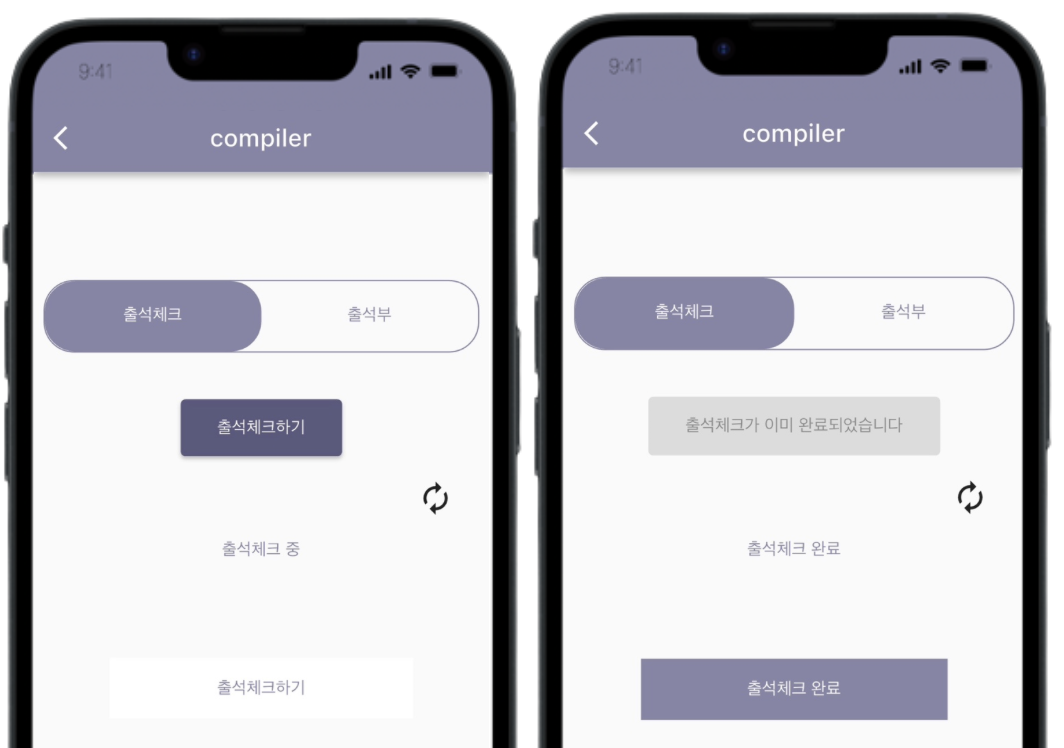 9:41
compiler
출석체크
출석부
출석체크하기
출석체크 중
출석체크하기
9:41
compiler
출석체크
출석부
출석체크가 이미 완료되었습니다
출석체크 완료
출석체크 완료